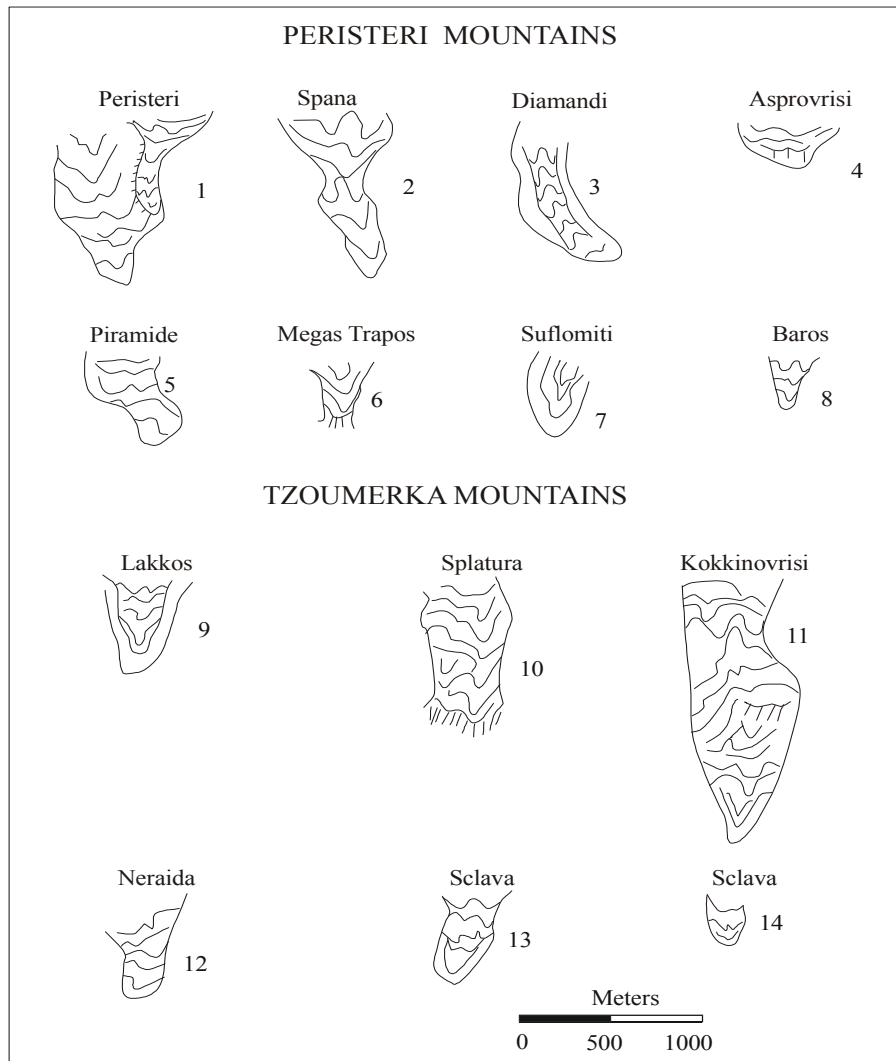 PERISTERI MOUNTAINS
Peristeri Spana Diamandi Asprovrisi
1 2 3 4
Piramide Megas Trapos Suflomiti Baros
5 6 7 8
TZOUMERKA MOUNTAINS
Lakkos Splatura Kokkinovrisi
9 10 11
Neraida Sclava Sclava
12 13 14
Meters
0 500 1000